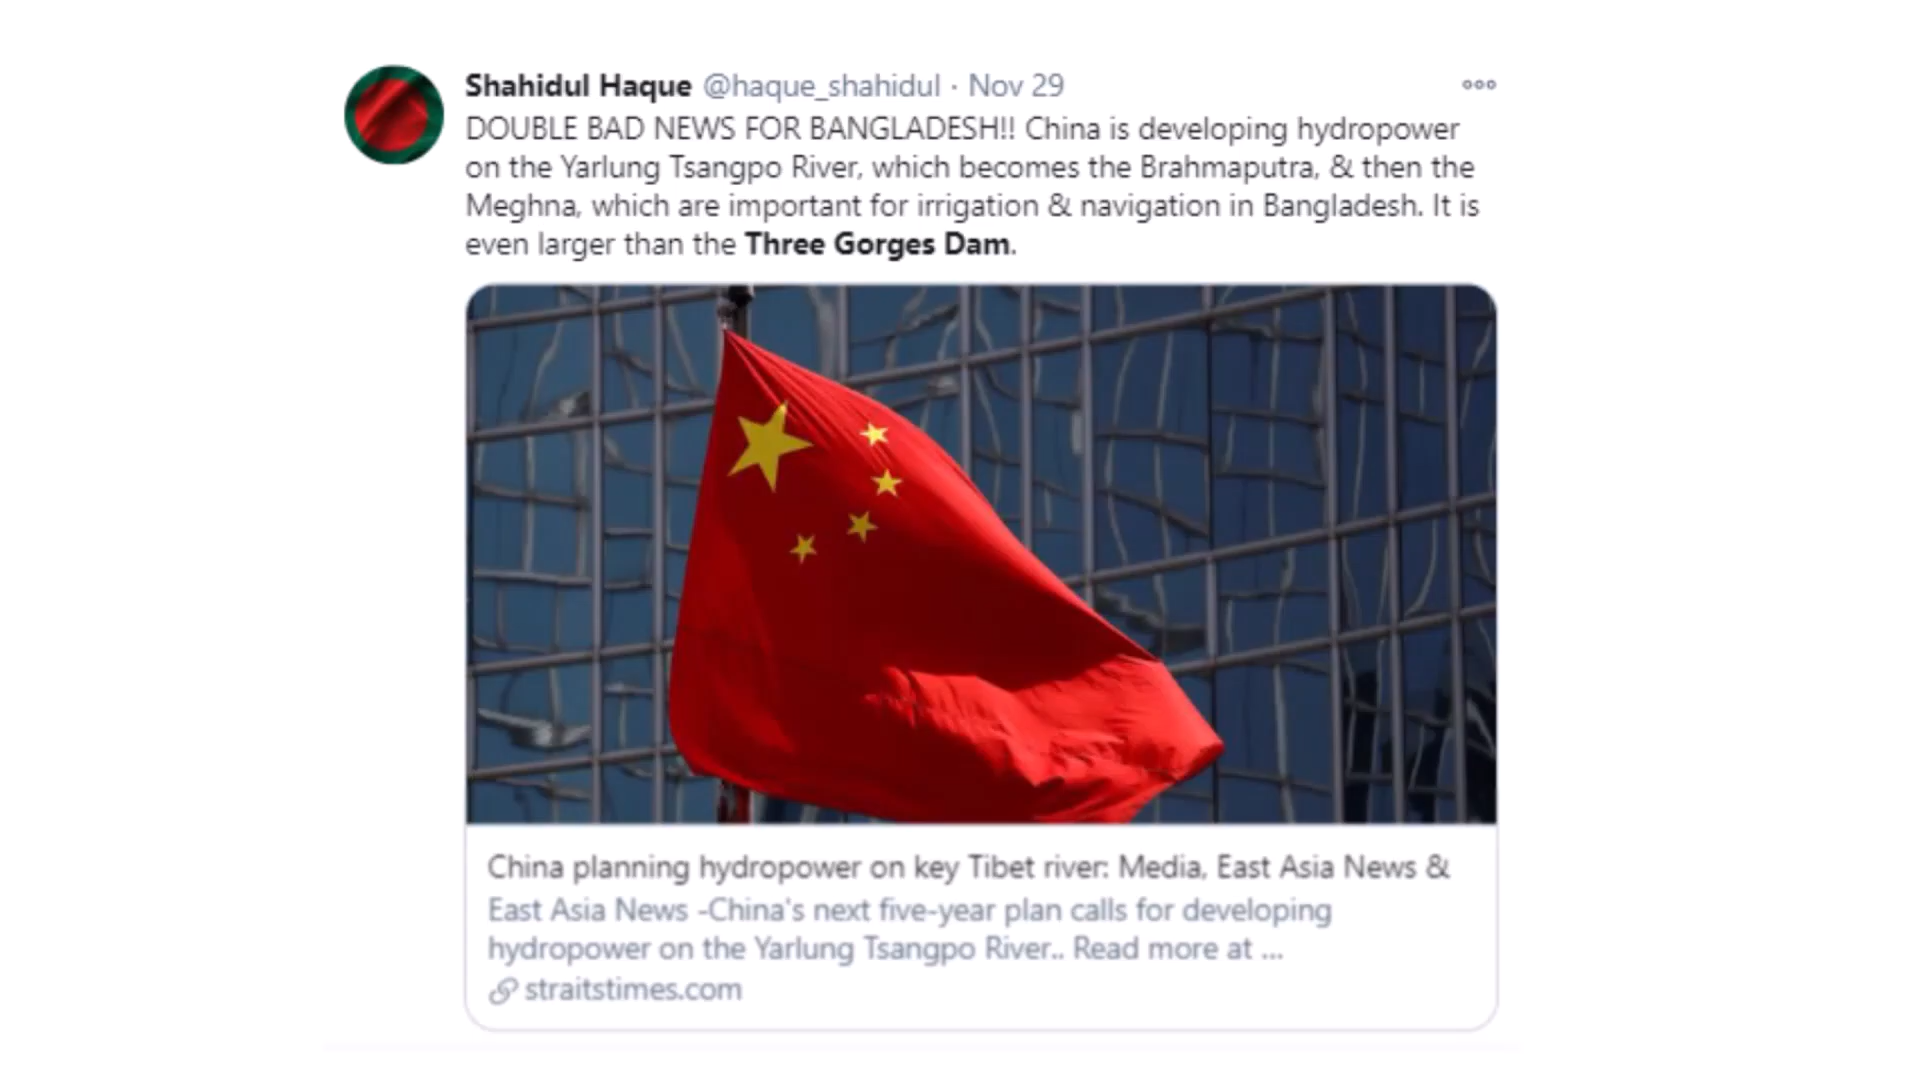 Shahidul Haque @haque_shahidul · Nov 29
DOUBLE BAD NEWS FOR BANGLADESH!! China is developing hydropower
on the Yarlung Tsangpo River, which becomes the Brahmaputra, & then the
Meghna, which are important for irrigation & navigation in Bangladesh. It is
even larger than the Three Gorges Dam.
China planning hydropower on key Tibet river: Media, East Asia News &
East Asia News -China's next five-year plan calls for developing
hydropower on the Yarlung Tsangpo River.. Read more at ...
straitstimes.com